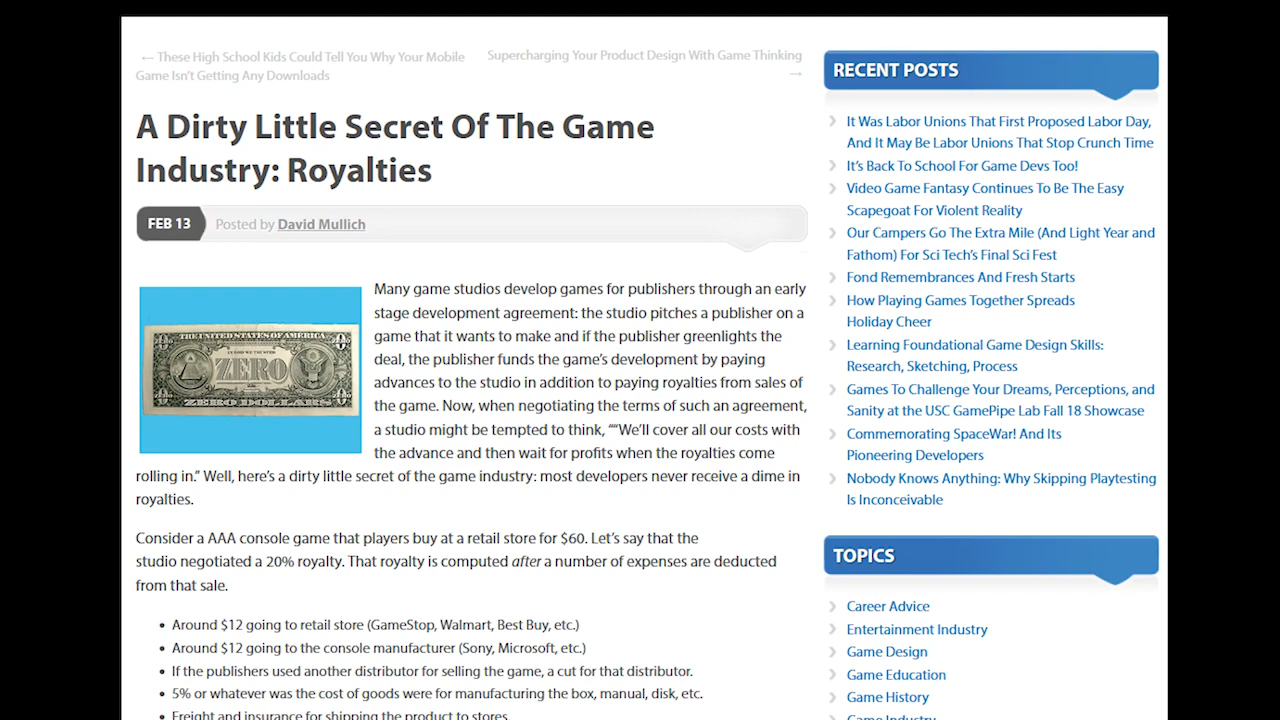 ← These High School Kids Could Tell You Why Your Mobile
Game Isn't Getting Any Downloads
Supercharging Your Product Design With Game Thinking
→
A Dirty Little Secret Of The Game
Industry: Royalties
FEB 13
Posted by David Mullich
THE UNITED STATES OF AMERICA
ZERO
ZERO DOLLARS
Many game studios develop games for publishers through an early
stage development agreement: the studio pitches a publisher on a
game that it wants to make and if the publisher greenlights the
deal, the publisher funds the game's development by paying
advances to the studio in addition to paying royalties from sales of
the game. Now, when negotiating the terms of such an agreement,
a studio might be tempted to think, ““We'll cover all our costs with
the advance and then wait for profits when the royalties come
rolling in.” Well, here's a dirty little secret of the game industry: most developers never receive a dime in
royalties.
Consider a AAA console game that players buy at a retail store for $60. Let's say that the
studio negotiated a 20% royalty. That royalty is computed after a number of expenses are deducted
from that sale.
• Around $12 going to retail store (GameStop, Walmart, Best Buy, etc.)
• Around $12 going to the console manufacturer (Sony, Microsoft, etc.)
• If the publishers used another distributor for selling the game, a cut for that distributor.
• 5% or whatever was the cost of goods were for manufacturing the box, manual, disk, etc.
• Freight and insurance for shipping the product to stores.
RECENT POSTS
It Was Labor Unions That First Proposed Labor Day,
And It May Be Labor Unions That Stop Crunch Time
It's Back To School For Game Devs Too!
Video Game Fantasy Continues To Be The Easy
Scapegoat For Violent Reality
Our Campers Go The Extra Mile (And Light Year and
Fathom) For Sci Tech's Final Sci Fest
Fond Remembrances And Fresh Starts
How Playing Games Together Spreads
Holiday Cheer
Learning Foundational Game Design Skills:
Research, Sketching, Process
Games To Challenge Your Dreams, Perceptions, and
Sanity at the USC GamePipe Lab Fall 18 Showcase
Commemorating SpaceWar! And Its
Pioneering Developers
Nobody Knows Anything: Why Skipping Playtesting
Is Inconceivable
TOPICS
Career Advice
Entertainment Industry
Game Design
Game Education
Game History
Game Industry